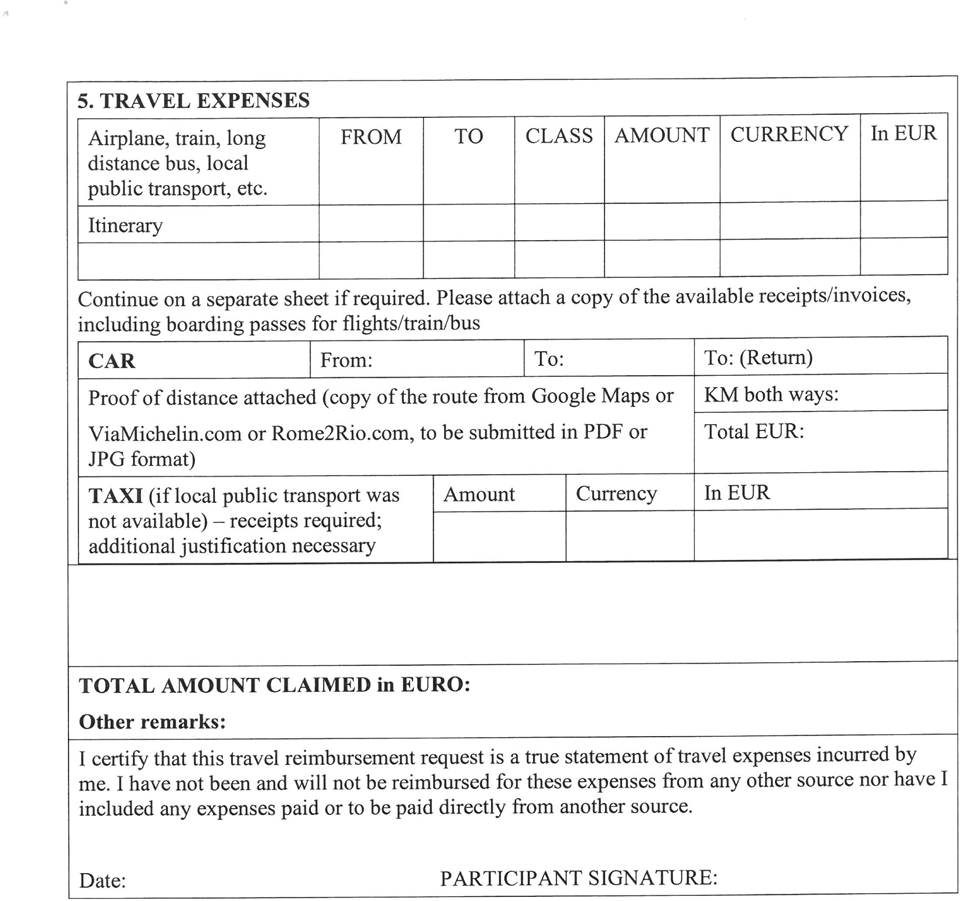 5. TRAVEL EXPENSES
Airplane, train, long FROM TO CLASS AMOUNT CURRENCY In EUR
distance bus, local
public transport, etc.
Itinerary
Continue on a separate sheet if required. Please attach a copy of the available receipts/invoices,
including boarding passes for flights/train/bus
CAR From: To: To: (Return)
Proof of distance attached (copy of the route from Google Maps or KM both ways:
ViaMichelin.com or Rome2Rio.com, to be submitted in PDF or Total EUR:
JPG format)
TAXI (if local public transport was Amount Currency In EUR
not available) – receipts required;
additional justification necessary
TOTAL AMOUNT CLAIMED in EURO:
Other remarks:
I certify that this travel reimbursement request is a true statement of travel expenses incurred by
me. I have not been and will not be reimbursed for these expenses from any other source nor have I
included any expenses paid or to be paid directly from another source.
Date: PARTICIPANT SIGNATURE: